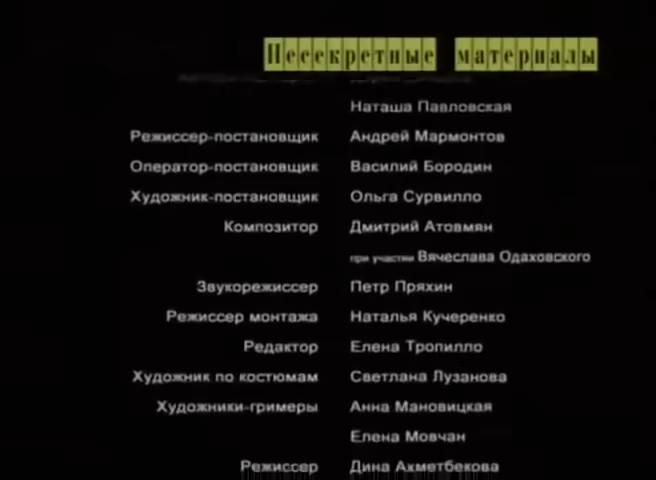 Несекретные материалы
Наташа Павловская
Режиссер-постановщик Андрей Мармонтов
Оператор-постановщик Василий Бородин
Художник-постановщик Ольга Сурвилло
Композитор Дмитрий Атовмян
при участии Вячеслава Одаховского
Звукорежиссер Петр Пряхин
Режиссер монтажа Наталья Кучеренко
Редактор Елена Тропилло
Художник по костюмам Светлана Лузанова
Художники-гримеры Анна Мановицкая
Елена Мовчан
Режиссер Дина Ахметбекова